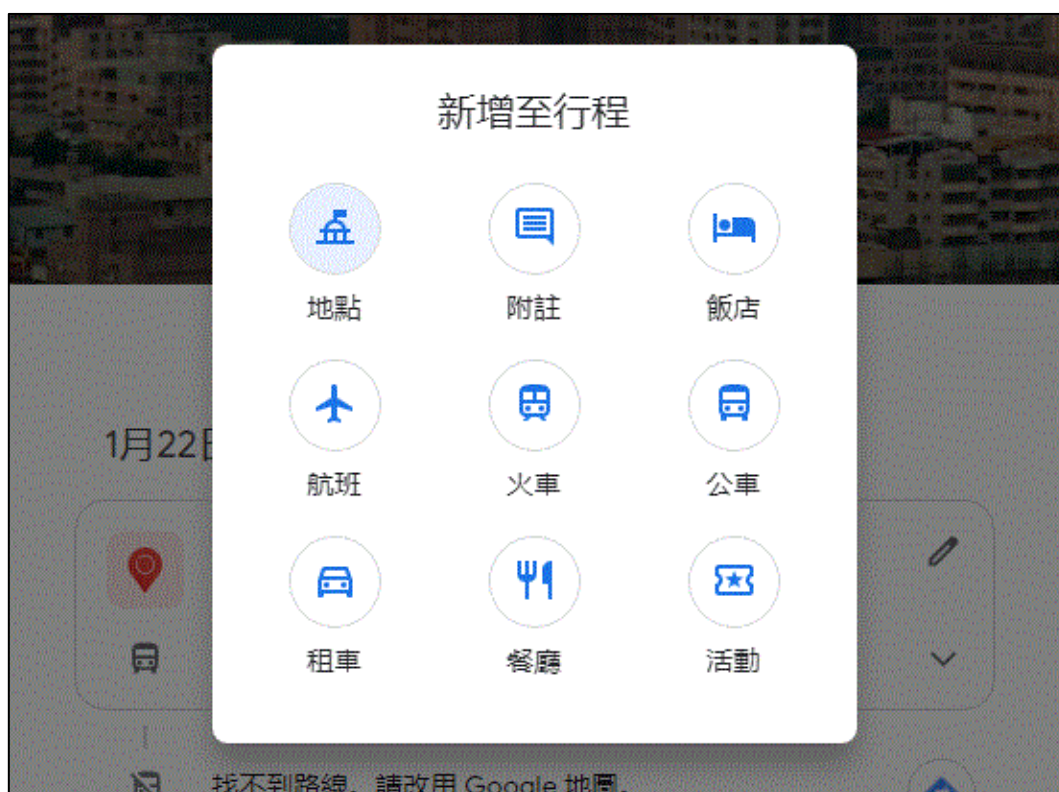 新增至行程
地點
附註
飯店
航班
火車
公車
租車
餐廳
活動
1月22日
找不到路線。請改用 Google 地圖。